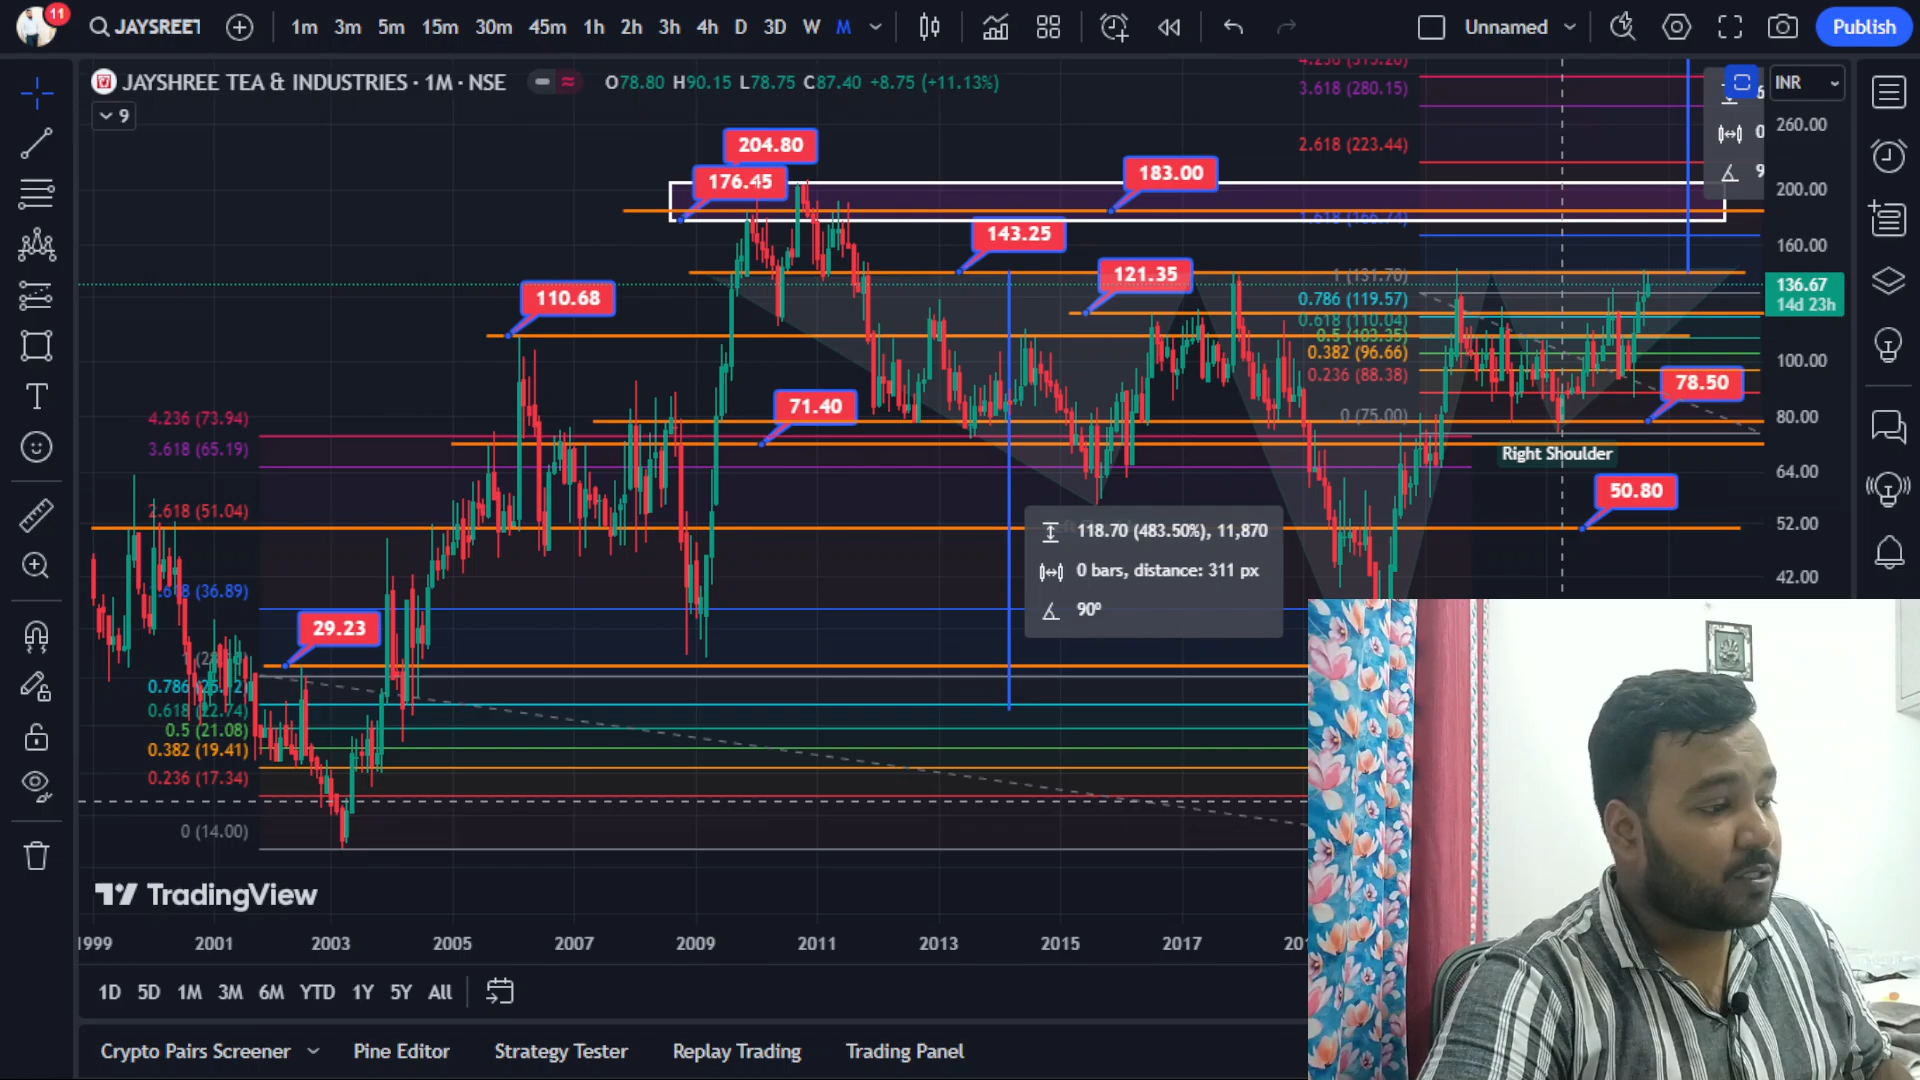 11
JAYSREET
1m 3m 5m 15m 30m 45m 1h 2h 3h 4h D 3D W M
Unnamed
Publish
JAYSHREE TEA & INDUSTRIES · 1M · NSE
O78.80 H90.15 L78.75 C87.40 +8.75 (+11.13%)
9
INR
3.618 (280.15)
2.618 (223.44)
1 (131.70)
0.786 (119.57)
0.618 (110.04)
0.382 (96.66)
0.236 (88.38)
0 (75.00)
204.80
176.45
183.00
143.25
121.35
110.68
71.40
78.50
Right Shoulder
50.80
29.23
4.236 (73.94)
3.618 (65.19)
2.618 (51.04)
0.618 (22.74)
0.5 (21.08)
0.382 (19.41)
0.236 (17.34)
0 (14.00)
118.70 (483.50%), 11,870
0 bars, distance: 311 px
90º
260.00
200.00
160.00
136.67
14d 23h
100.00
80.00
64.00
52.00
42.00
TradingView
1999 2001 2003 2005 2007 2009 2011 2013 2015 2017
1D 5D 1M 3M 6M YTD 1Y 5Y All
Crypto Pairs Screener Pine Editor Strategy Tester Replay Trading Trading Panel